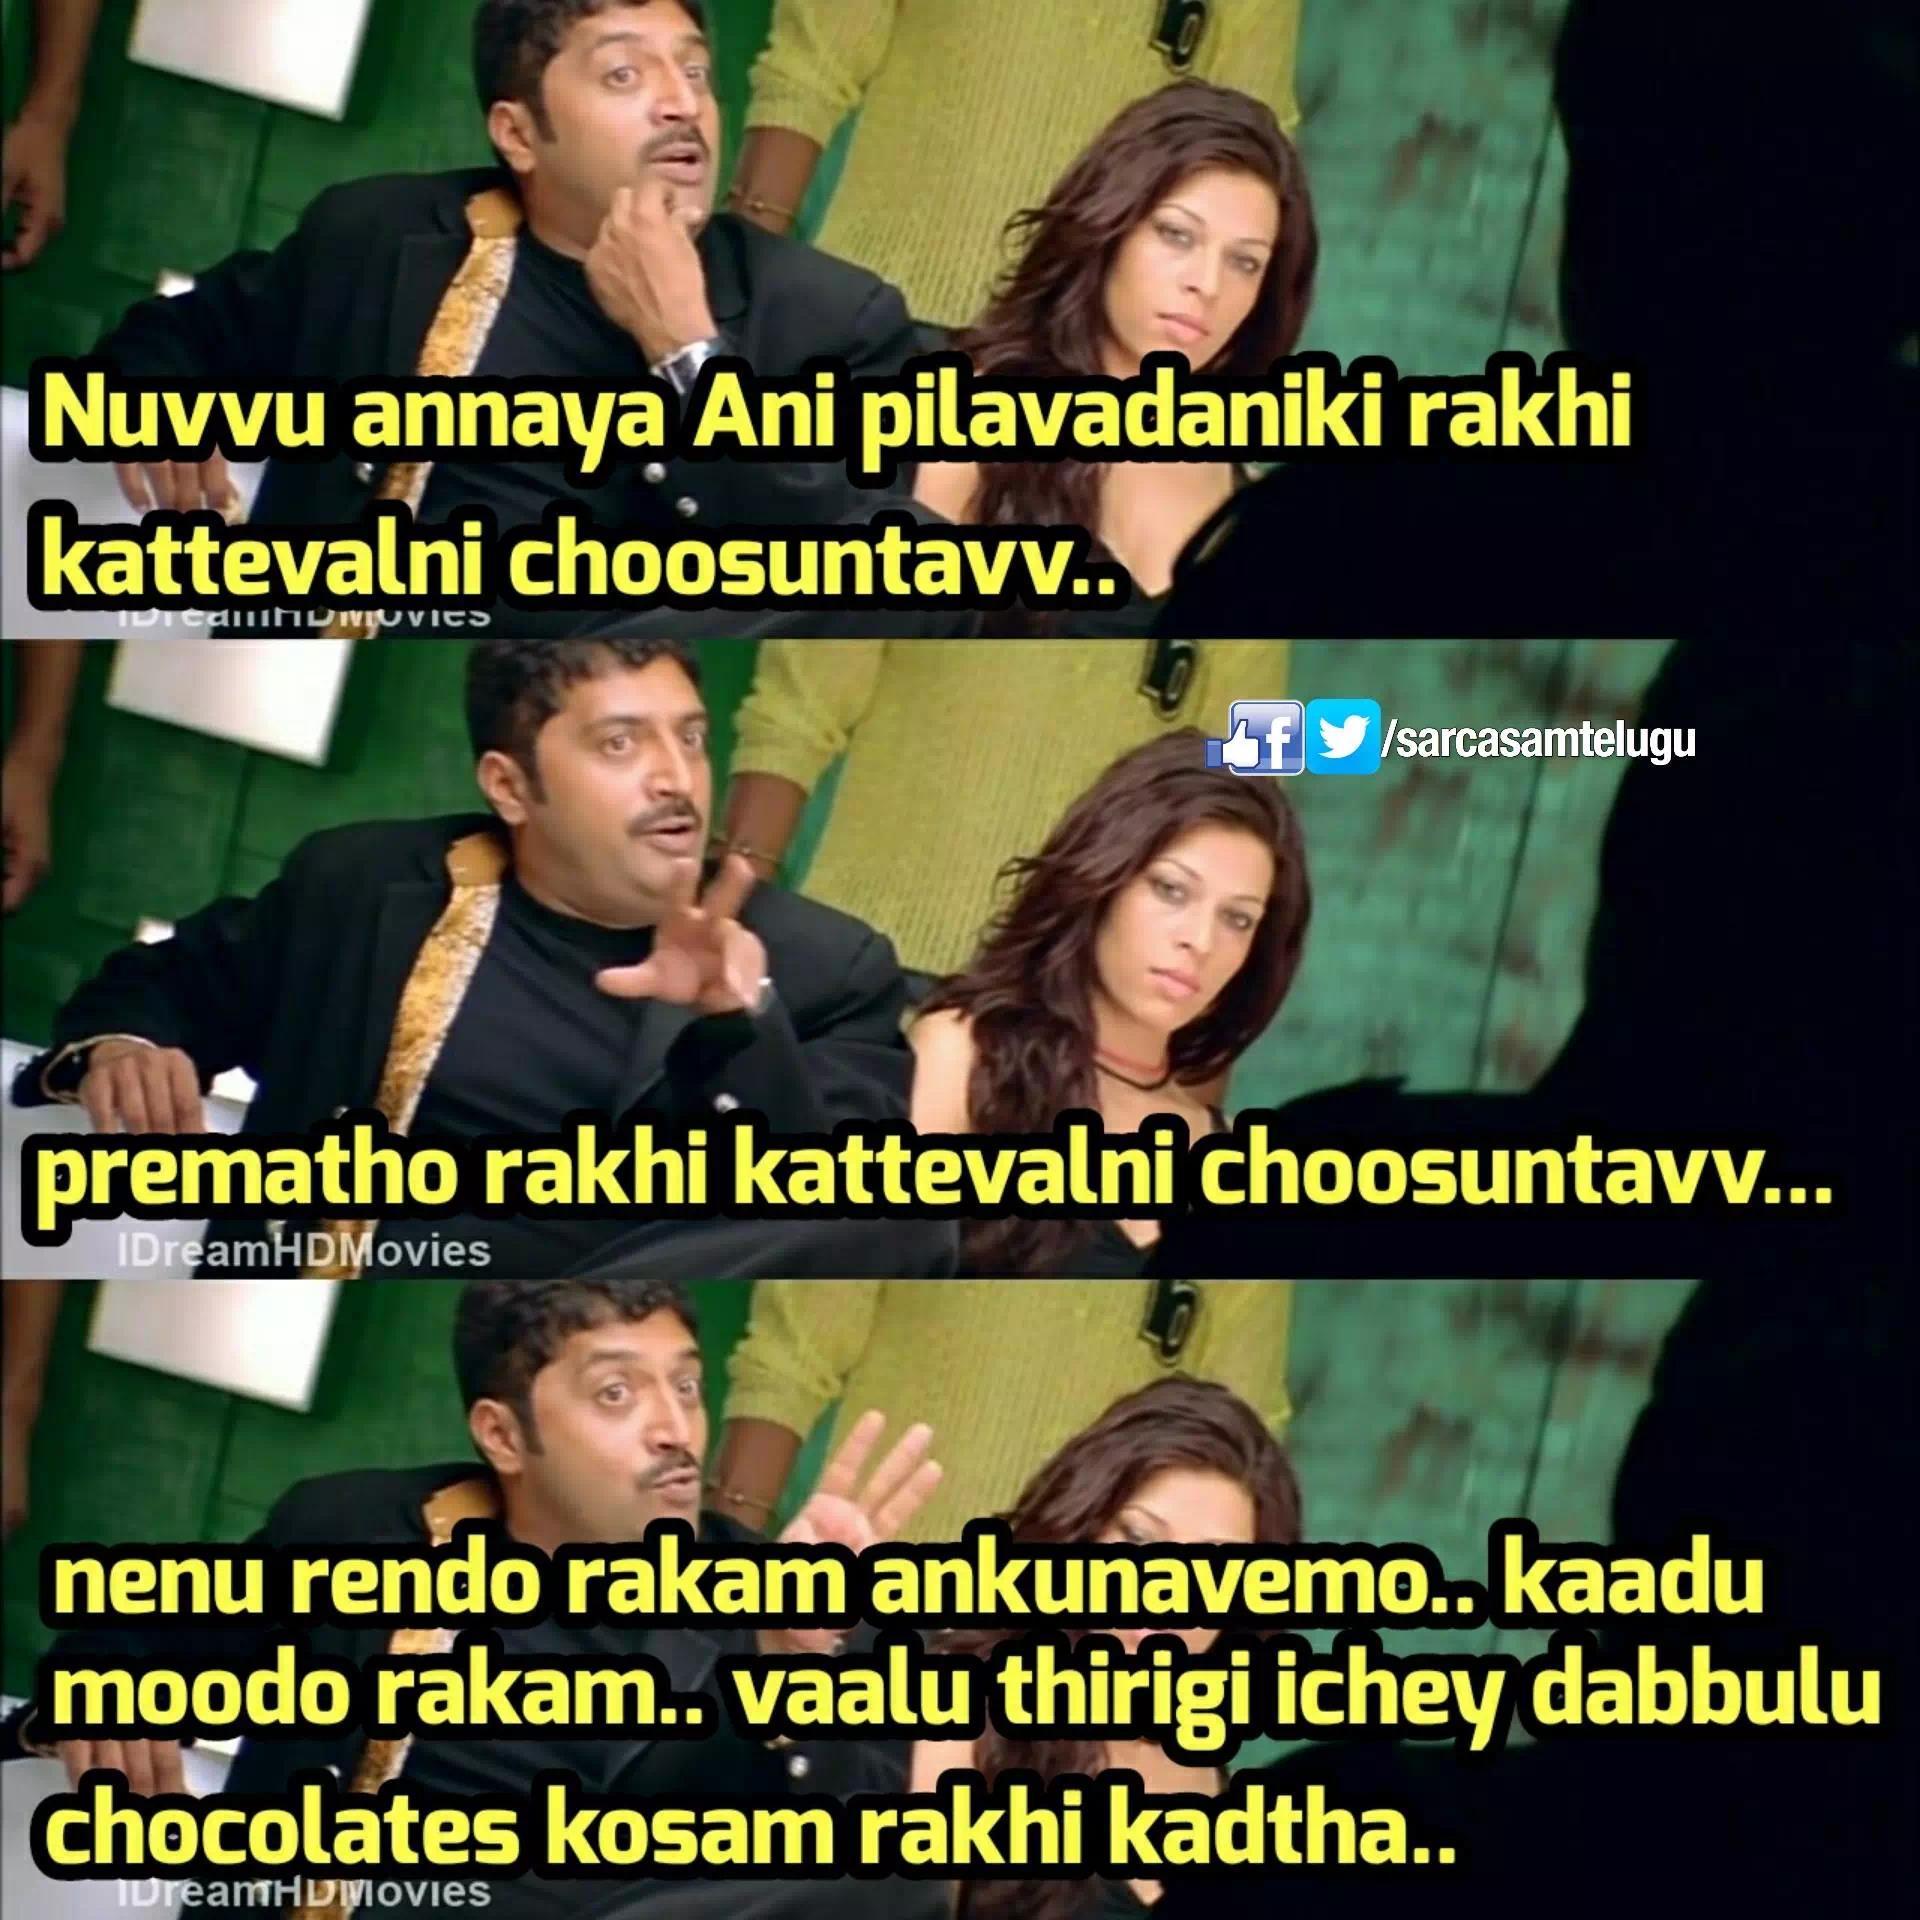 Nuvvu annaya Ani pilavadaniki rakhi
kattevalni choosuntavv..
IDreamHDMovies
/sarcasamtelugu
prematho rakhi kattevalni choosuntavv...
IDreamHDMovies
nenu rendo rakam ankunavemo.. kaadu
moodo rakam.. vaalu thirigi ichey dabbulu
chocolates kosam rakhi kadtha..
IDreamHDMovies